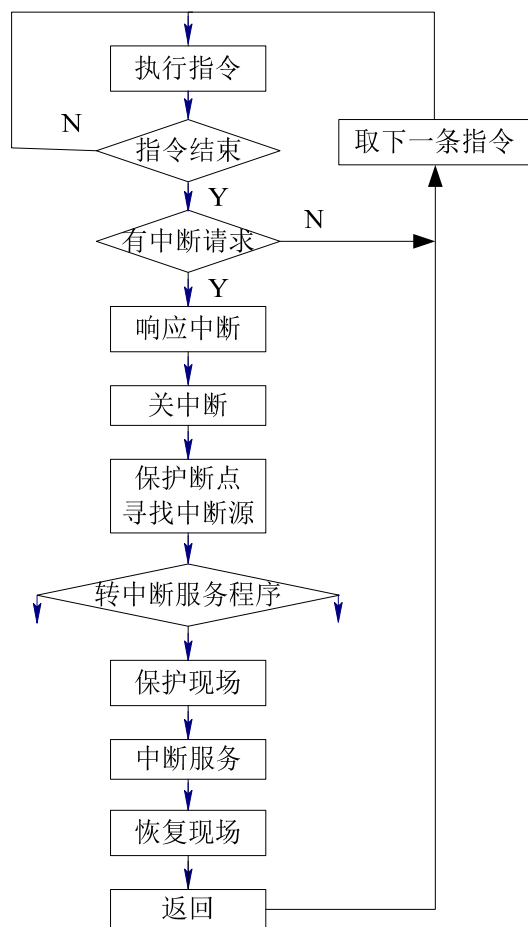 执行指令
N
指令结束
取下一条指令
Y
有中断请求
N
Y
响应中断
关中断
保护断点
寻找中断源
转中断服务程序
保护现场
中断服务
恢复现场
返回